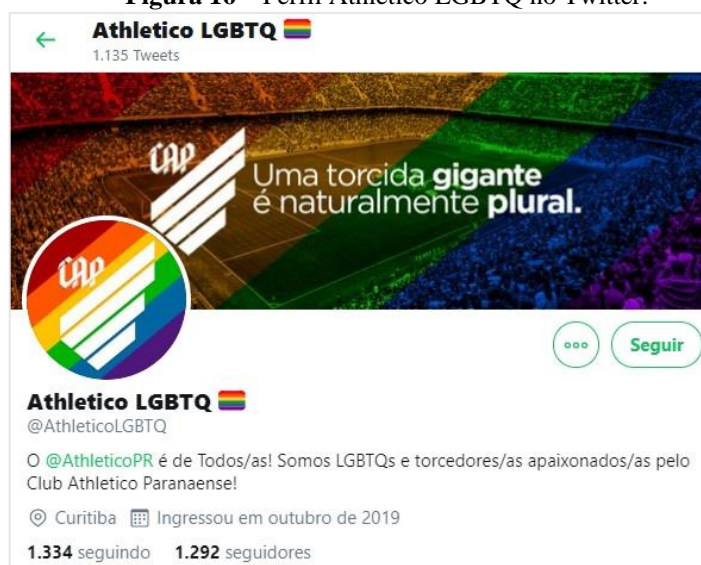 Figura 16 - Perfil Athletico LGBTQ no Twitter.
Athletico LGBTQ
1.135 Tweets
CAP
Uma torcida gigante
é naturalmente plural.
CAP
Seguir
Athletico LGBTQ
@AthleticoLGBTQ
O @AthleticoPR é de Todos/as! Somos LGBTQs e torcedores/as apaixonados/as pelo
Club Athletico Paranaense!
Curitiba Ingressou em outubro de 2019
1.334 seguindo 1.292 seguidores